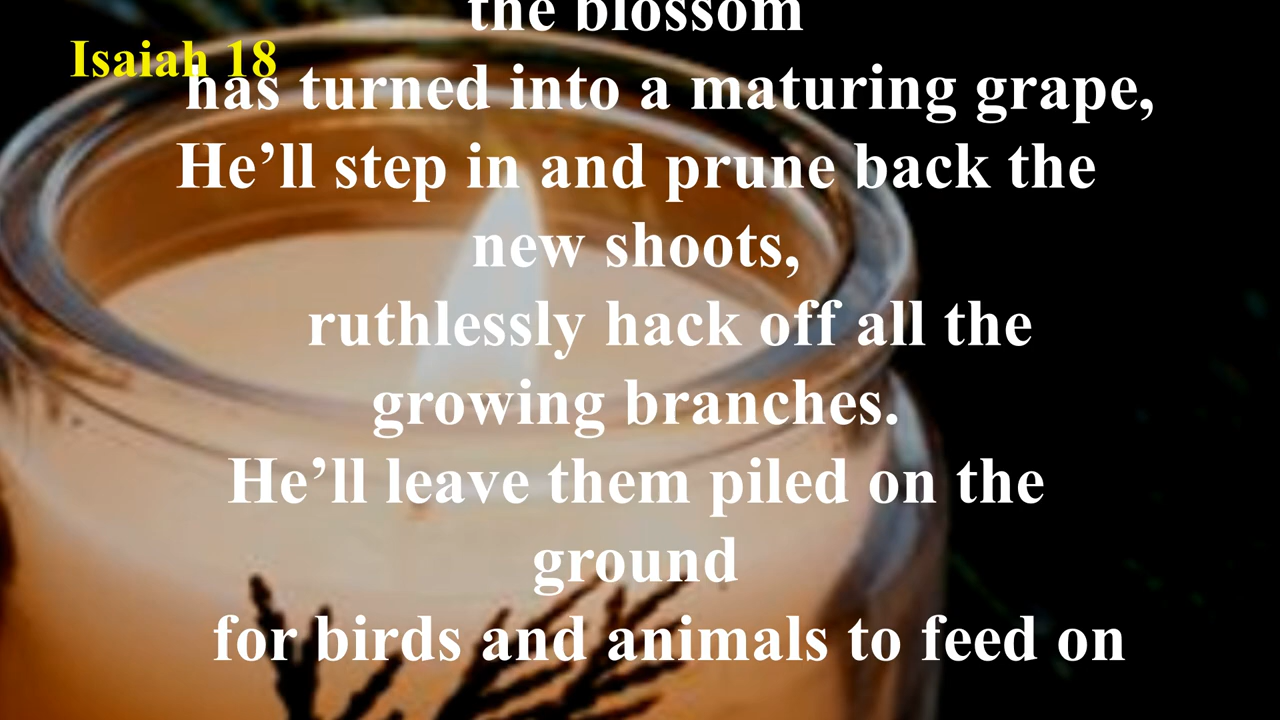 the blossom
Isaiah 18
has turned into a maturing grape,
He’ll step in and prune back the
new shoots,
ruthlessly hack off all the
growing branches.
He’ll leave them piled on the
ground
for birds and animals to feed on